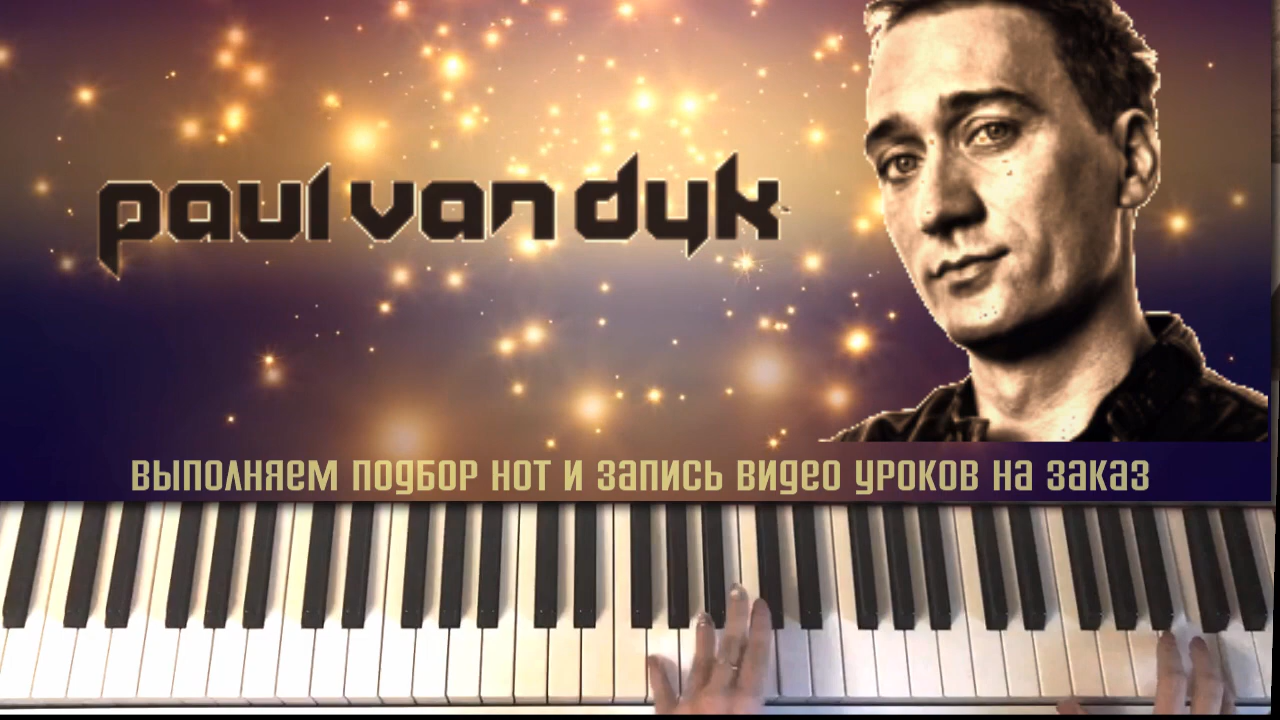 paul van dyk
ВЫПОЛНЯЕМ ПОДБОР НОТ И ЗАПИСЬ ВИДЕО УРОКОВ НА ЗАКАЗ